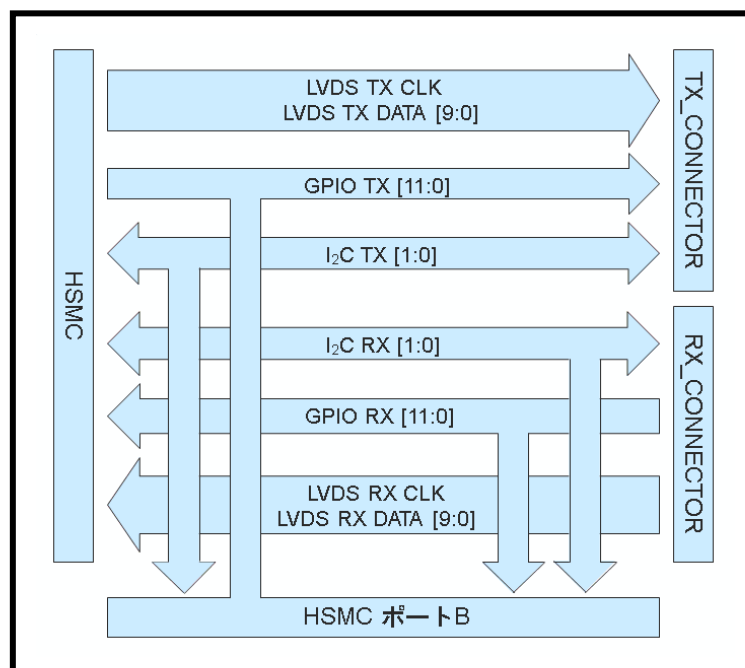 HSMC
LVDS TX CLK
LVDS TX DATA [9:0]
TX_CONNECTOR
GPIO TX [11:0]
I₂C TX [1:0]
I₂C RX [1:0]
RX_CONNECTOR
GPIO RX [11:0]
LVDS RX CLK
LVDS RX DATA [9:0]
HSMC ポートB